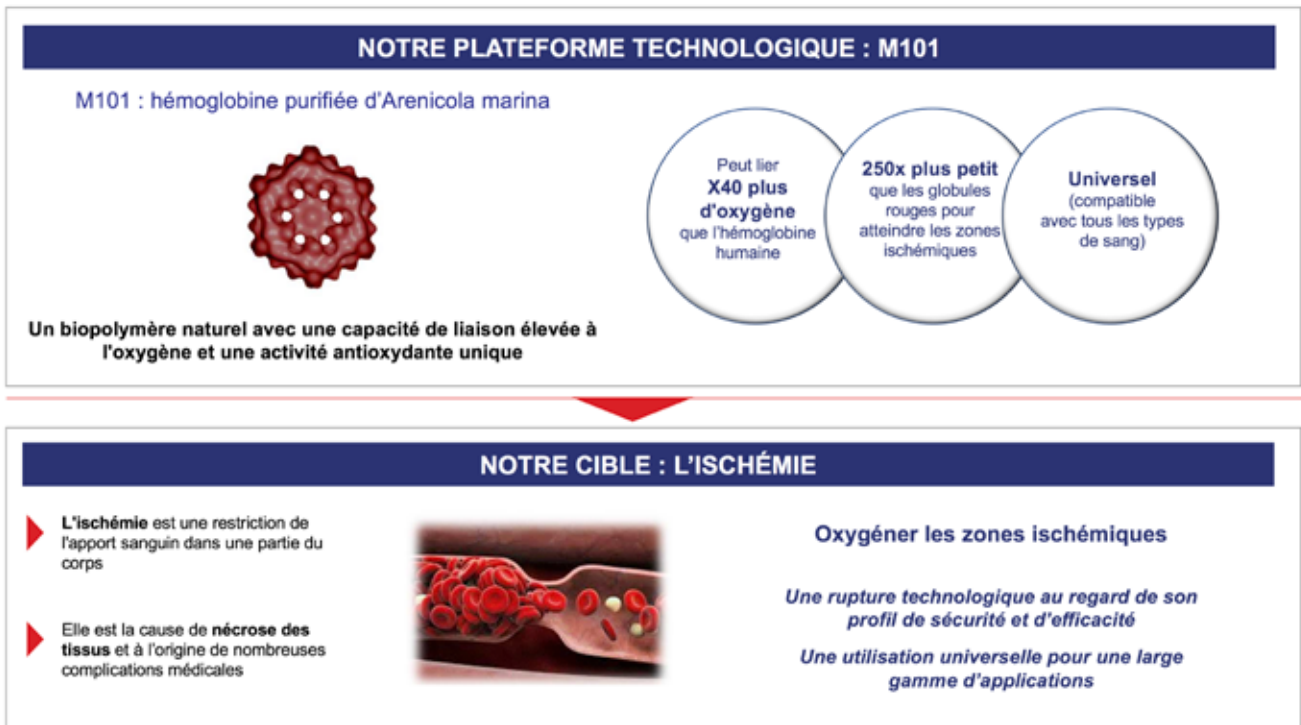 NOTRE PLATEFORME TECHNOLOGIQUE : M101
M101 : hémoglobine purifiée d'Arenicola marina
Un biopolymère naturel avec une capacité de liaison élevée à
l'oxygène et une activité antioxydante unique
Peut lier
X40 plus
d'oxygène
que l'hémoglobine
humaine
250x plus petit
que les globules
rouges pour
atteindre les zones
ischémiques
Universel
(compatible
avec tous les types
de sang)
NOTRE CIBLE : L'ISCHÉMIE
L'ischémie est une restriction de
l'apport sanguin dans une partie du
corps
Elle est la cause de nécrose des
tissus et à l'origine de nombreuses
complications médicales
Oxygéner les zones ischémiques
Une rupture technologique au regard de son
profil de sécurité et d'efficacité
Une utilisation universelle pour une large
gamme d'applications